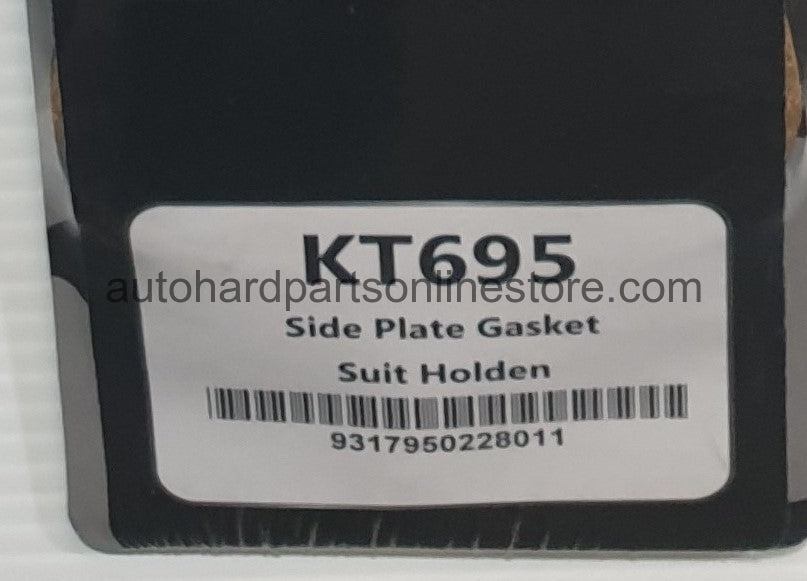 KT695
autohardpartsonlinestore.com
Side Plate Gasket
Suit Holden
9317950228011